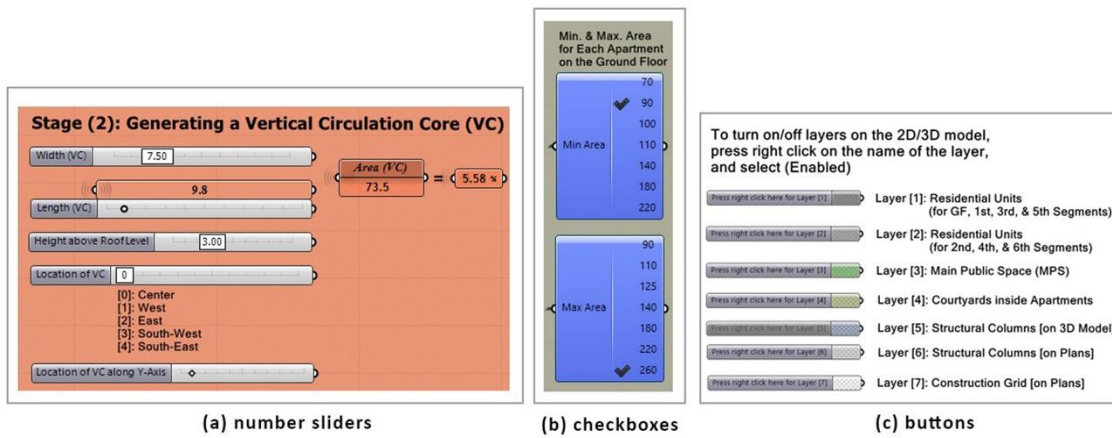 Stage (2): Generating a Vertical Circulation Core (VC)
Width (VC) 7.50
Area (VC)
73.5 = 5.58 %
9.8
Length (VC)
Height above Roof Level 3.00
Location of VC 0
[0]: Center
[1]: West
[2]: East
[3]: South-West
[4]: South-East
Location of VC along Y-Axis
(a) number sliders
Min. & Max. Area
for Each Apartment
on the Ground Floor
Min Area
70
90
100
110
140
180
220
Max Area
90
110
125
140
180
220
260
(b) checkboxes
To turn on/off layers on the 2D/3D model,
press right click on the name of the layer,
and select (Enabled)
Press right click here for Layer [1] Layer [1]: Residential Units
(for GF, 1st, 3rd, & 5th Segments)
Press right click here for Layer [2] Layer [2]: Residential Units
(for 2nd, 4th, & 6th Segments)
Press right click here for Layer [3] Layer [3]: Main Public Space (MPS)
Press right click here for Layer [4] Layer [4]: Courtyards inside Apartments
Press right click here for Layer [5] Layer [5]: Structural Columns [on 3D Model]
Press right click here for Layer [6] Layer [6]: Structural Columns [on Plans]
Press right click here for Layer [7] Layer [7]: Construction Grid [on Plans]
(c) buttons